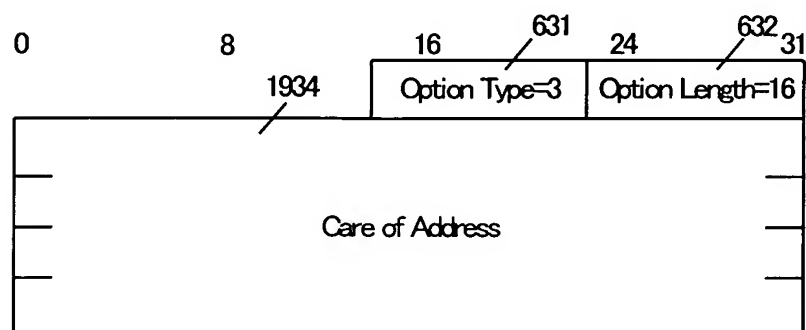 631 632
0 8 16 24 31
1934 Option Type=3 Option Length=16
Care of Address